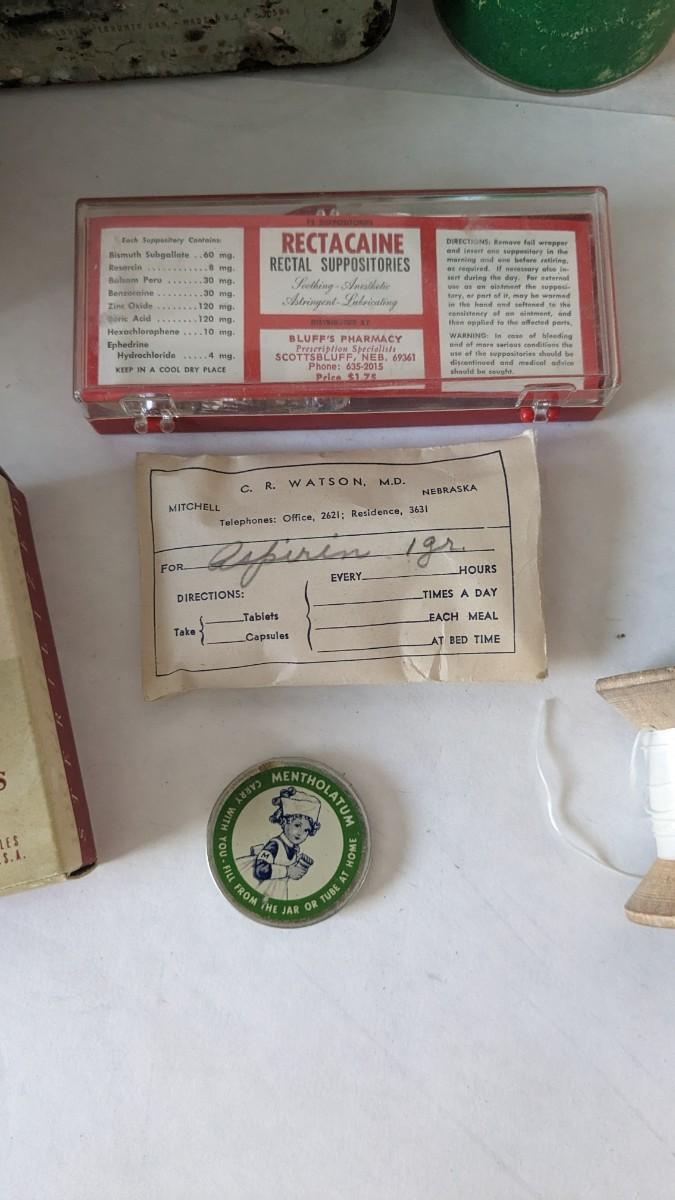 12 SUPPOSITORIES
Each Suppository Contains:
Bismuth Subgallate . . 60 mg.
Resorcin . . . . . . . . . . . 8 mg.
Balsam Peru . . . . . . . 30 mg.
Benzocaine . . . . . . . . 30 mg.
Zinc Oxide . . . . . . . 120 mg.
Boric Acid . . . . . . . . 120 mg.
Hexachlorophene . . . . 10 mg.
Ephedrine
Hydrochloride . . . . . 4 mg.
KEEP IN A COOL DRY PLACE
RECTACAINE
RECTAL SUPPOSITORIES
Soothing - Anesthetic
Astringent - Lubricating
DISTRIBUTED BY
BLUFF'S PHARMACY
Prescription Specialists
SCOTTSBLUFF, NEB. 69361
Phone: 635-2015
Price $1.75
DIRECTIONS: Remove foil wrapper
and insert one suppository in the
morning and one before retiring,
as required. If necessary also in-
sert during the day. For external
use as an ointment the supposi-
tory, or part of it, may be warmed
in the hand and softened to the
consistency of an ointment, and
then applied to the affected parts.
WARNING: In case of bleeding
and of more serious conditions the
use of the suppositories should be
discontinued and medical advice
should be sought.
C. R. WATSON, M.D.
MITCHELL NEBRASKA
Telephones: Office, 2621; Residence, 3631
FOR Aspirin 1gr.
DIRECTIONS:
Take
Tablets
Capsules
EVERY HOURS
TIMES A DAY
EACH MEAL
AT BED TIME
STERILIZED
S
LES
S.A.
MENTHOLATUM
CARRY WITH YOU - FILL FROM THE JAR OR TUBE AT HOME
M